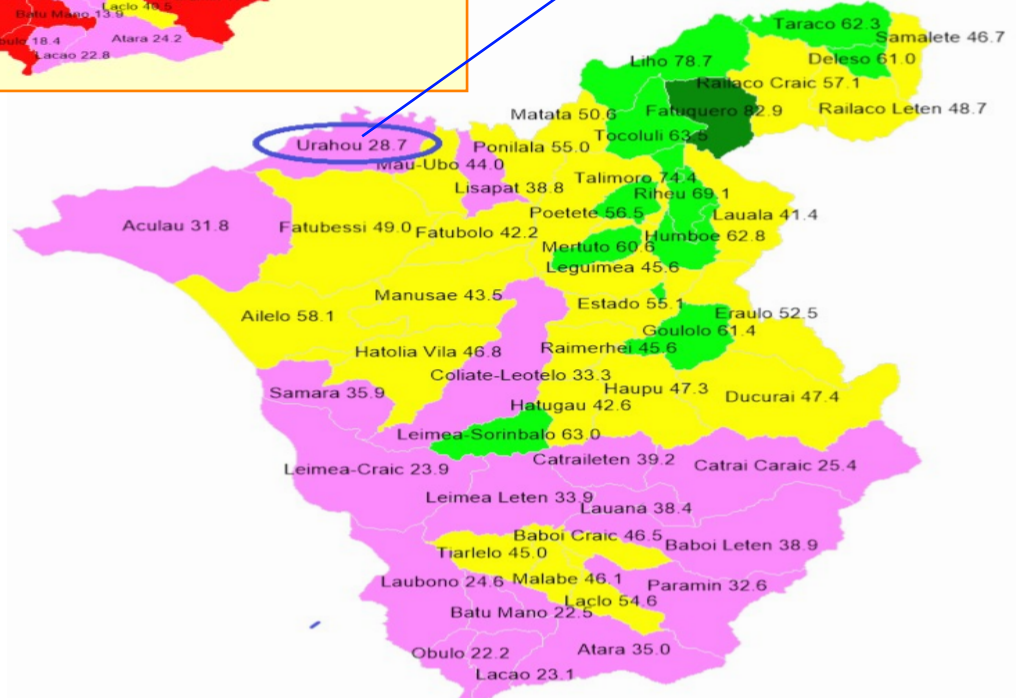 Laclo 49.5
Batu Mano 13.9
Atara 24.2
18.4
Lacao 22.8
Taraco 62.3
Samalete 46.7
Liho 78.7
Deleso 61.0
Railaco Craic 57.1
Matata 50.6
Fatuquero 82.9
Railaco Leten 48.7
Tocoluli 63.5
Urahou 28.7
Ponilala 55.0
Mau-Ubo 44.0
Talimoro 74.4
Lisapat 38.8
Riheu 69.1
Poetete 56.5
Lauala 41.4
Aculau 31.8
Fatubessi 49.0
Fatubolo 42.2
Humboe 62.8
Mertuto 60.6
Leguimea 45.6
Manusae 43.5
Estado 55.1
Ailelo 58.1
Eraulo 52.5
Goulolo 61.4
Hatolia Vila 46.8
Raimerhei 45.6
Coliate-Leotelo 33.3
Samara 35.9
Haupu 47.3
Ducurai 47.4
Hatugau 42.6
Leimea-Sorinbalo 63.0
Catraileten 39.2
Leimea-Craic 23.9
Catrai Caraic 25.4
Leimea Leten 33.9
Lauana 38.4
Baboi Craic 46.5
Baboi Leten 38.9
Tiarlelo 45.0
Laubono 24.6
Malabe 46.1
Paramin 32.6
Laclo 54.6
Batu Mano 22.5
Obulo 22.2
Atara 35.0
Lacao 23.1